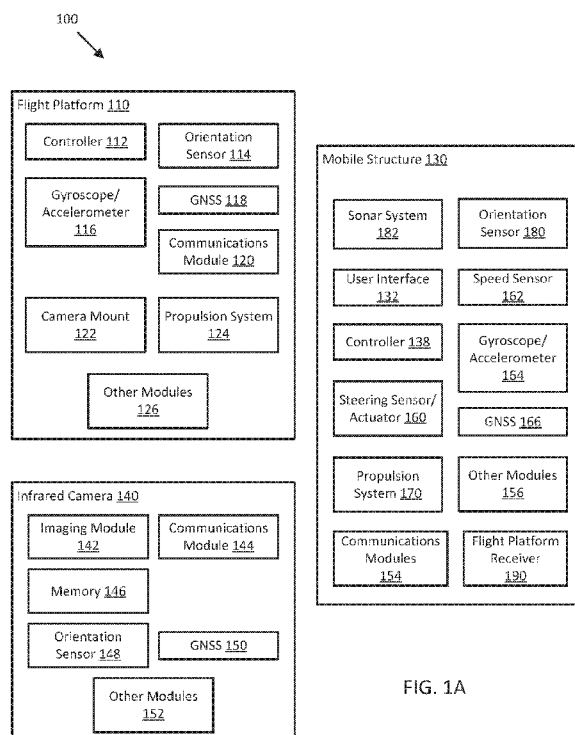 100
Flight Platform 110
Controller 112
Orientation
Sensor 114
Gyroscope/
Accelerometer
116
GNSS 118
Communications
Module 120
Camera Mount
122
Propulsion System
124
Other Modules
126
Mobile Structure 130
Sonar System
182
Orientation
Sensor 180
User Interface
132
Speed Sensor
162
Controller 138
Gyroscope/
Accelerometer
164
Steering Sensor/
Actuator 160
GNSS 166
Propulsion
System 170
Other Modules
156
Communications
Modules
154
Flight Platform
Receiver
190
Infrared Camera 140
Imaging Module
142
Communications
Module 144
Memory 146
Orientation
Sensor 148
GNSS 150
Other Modules
152
FIG. 1A